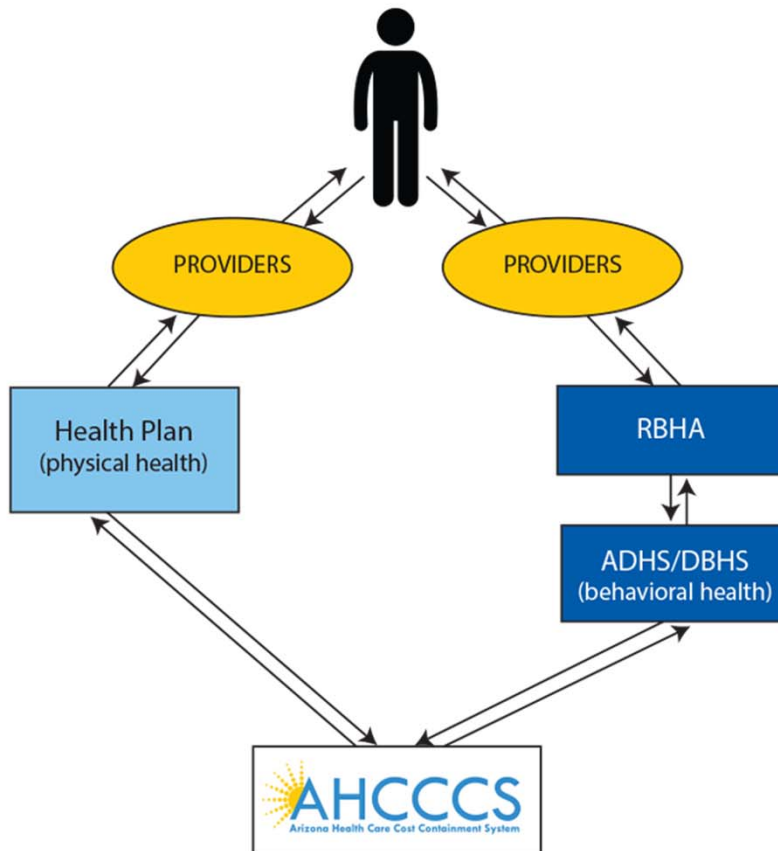 PROVIDERS
PROVIDERS
Health Plan
(physical health)
RBHA
ADHS/DBHS
(behavioral health)
AHCCCS
Arizona Health Care Cost Containment System